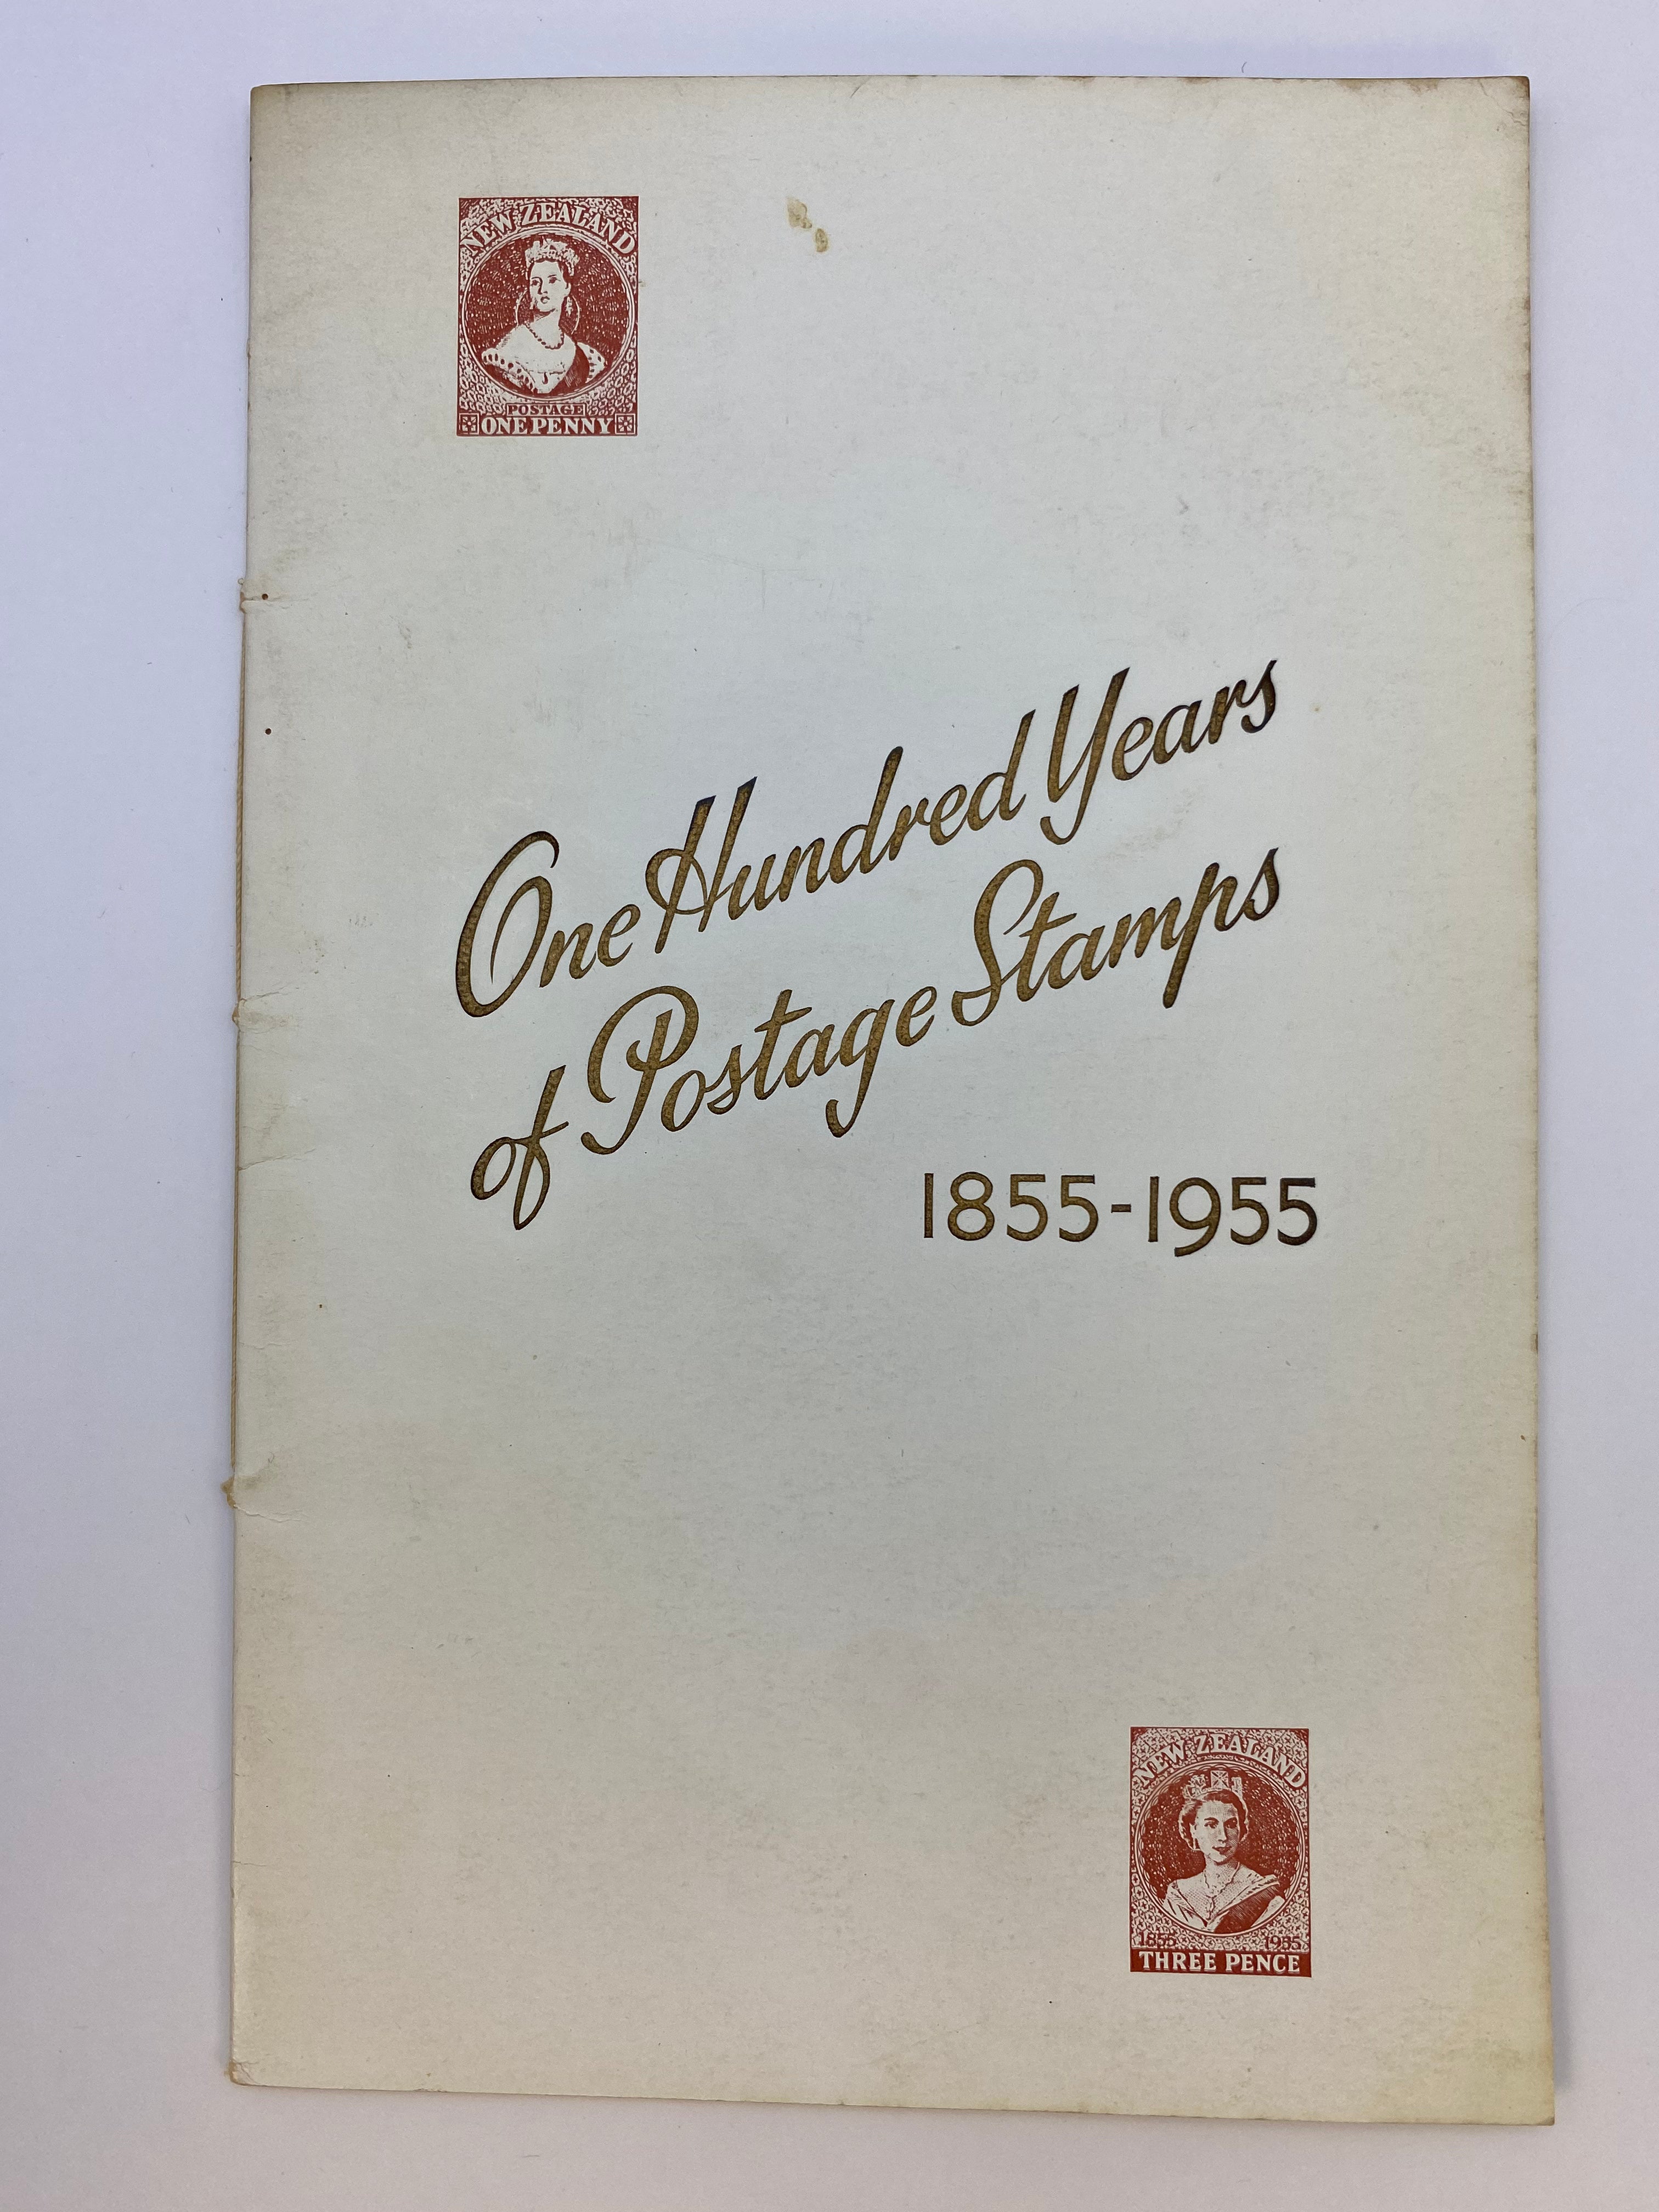 NEW ZEALAND
POSTAGE
ONE PENNY
One Hundred Years
of Postage Stamps
1855-1955
NEW ZEALAND
1855 1955
THREE PENCE